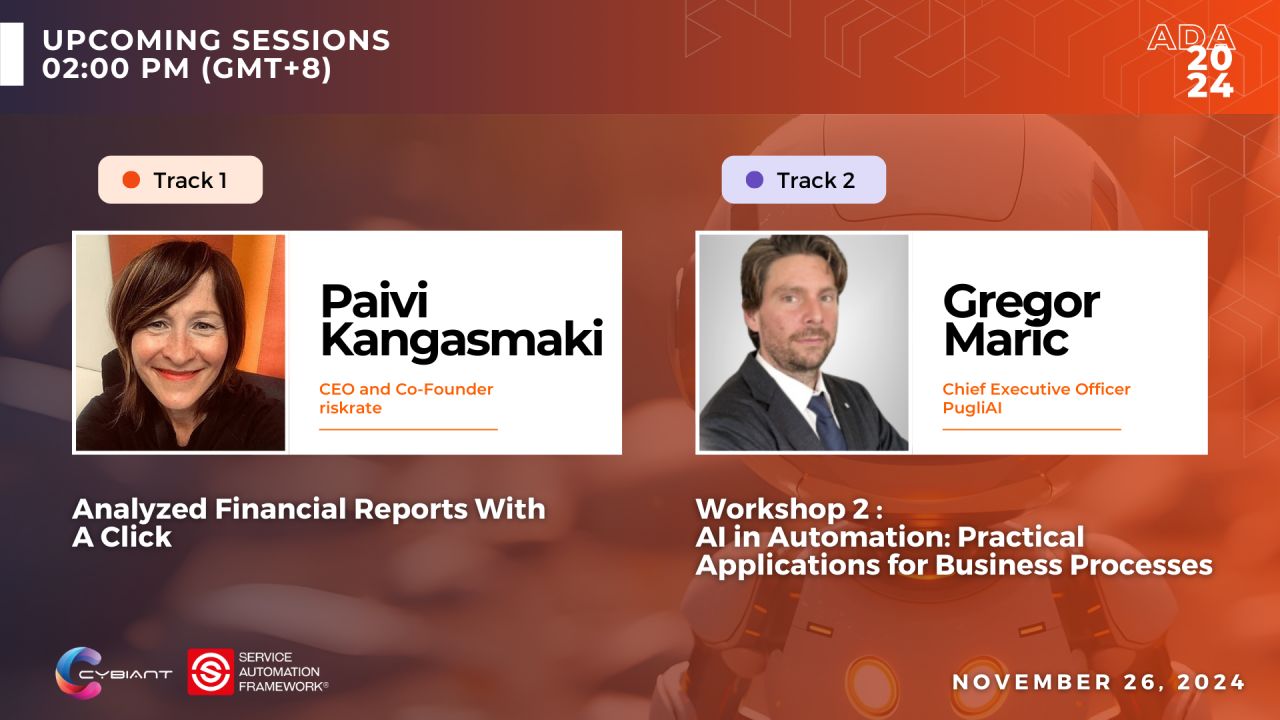 UPCOMING SESSIONS
02:00 PM (GMT+8)
ADA
20
24
Track 1
Paivi
Kangasmaki
CEO and Co-Founder
riskrate
Analyzed Financial Reports With
A Click
Track 2
Gregor
Maric
Chief Executive Officer
PugliAI
Workshop 2 :
AI in Automation: Practical
Applications for Business Processes
CYBIANT
SERVICE
AUTOMATION
FRAMEWORK®
NOVEMBER 26, 2024